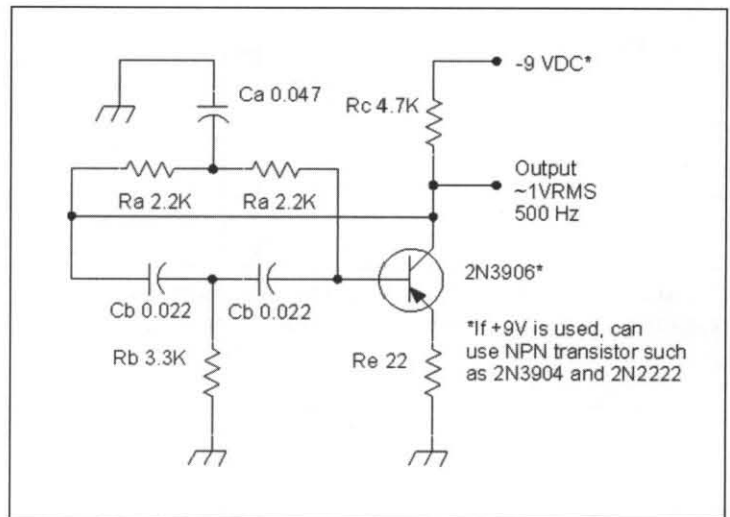 -9 VDC*
Ca 0.047
Rc 4.7K
Output
~1VRMS
500 Hz
Ra 2.2K
Ra 2.2K
2N3906*
Cb 0.022
Cb 0.022
*If +9V is used, can
use NPN transistor such
as 2N3904 and 2N2222
Rb 3.3K
Re 22